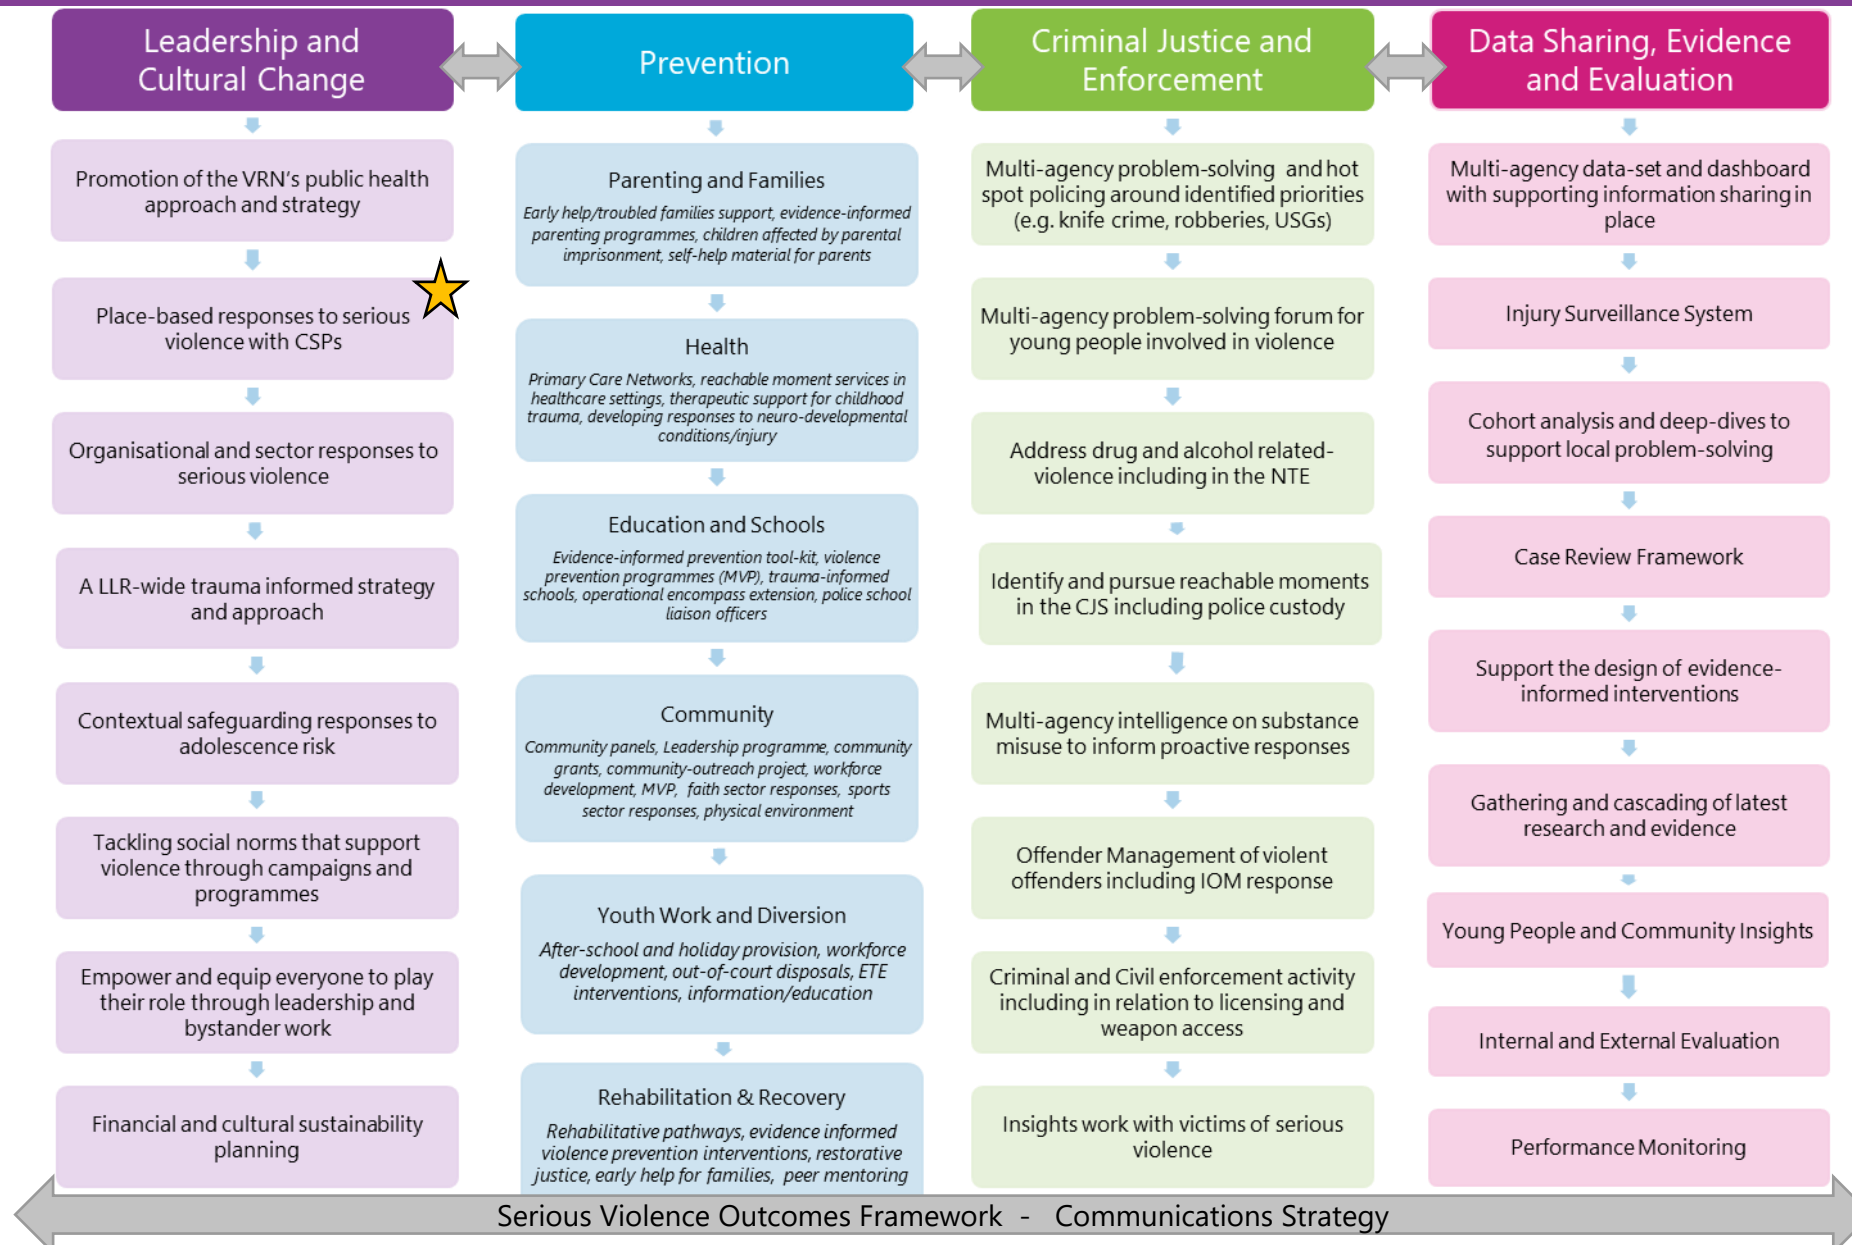 Leadership and
Cultural Change
Promotion of the VRN's public health
approach and strategy
Place-based responses to serious
violence with CSPs
Organisational and sector responses to
serious violence
A LLR-wide trauma informed strategy
and approach
Contextual safeguarding responses to
adolescence risk
Tackling social norms that support
violence through campaigns and
programmes
Empower and equip everyone to play
their role through leadership and
bystander work
Financial and cultural sustainability
planning
Prevention
Parenting and Families
Early help/troubled families support, evidence-informed
parenting programmes, children affected by parental
imprisonment, self-help material for parents
Health
Primary Care Networks, reachable moment services in
healthcare settings, therapeutic support for childhood
trauma, developing responses to neuro-developmental
conditions/injury
Education and Schools
Evidence-informed prevention tool-kit, violence
prevention programmes (MVP), trauma-informed
schools, operational encompass extension, police school
liaison officers
Community
Community panels, Leadership programme, community
grants, community-outreach project, workforce
development, MVP, faith sector responses, sports
sector responses, physical environment
Youth Work and Diversion
After-school and holiday provision, workforce
development, out-of-court disposals, ETE
interventions, information/education
Rehabilitation & Recovery
Rehabilitative pathways, evidence informed
violence prevention interventions, restorative
justice, early help for families, peer mentoring
Criminal Justice and
Enforcement
Multi-agency problem-solving and hot
spot policing around identified priorities
(e.g. knife crime, robberies, USGs)
Multi-agency problem-solving forum for
young people involved in violence
Address drug and alcohol related-
violence including in the NTE
Identify and pursue reachable moments
in the CJS including police custody
Multi-agency intelligence on substance
misuse to inform proactive responses
Offender Management of violent
offenders including IOM response
Criminal and Civil enforcement activity
including in relation to licensing and
weapon access
Insights work with victims of serious
violence
Data Sharing, Evidence
and Evaluation
Multi-agency data-set and dashboard
with supporting information sharing in
place
Injury Surveillance System
Cohort analysis and deep-dives to
support local problem-solving
Case Review Framework
Support the design of evidence-
informed interventions
Gathering and cascading of latest
research and evidence
Young People and Community Insights
Internal and External Evaluation
Performance Monitoring
Serious Violence Outcomes Framework - Communications Strategy